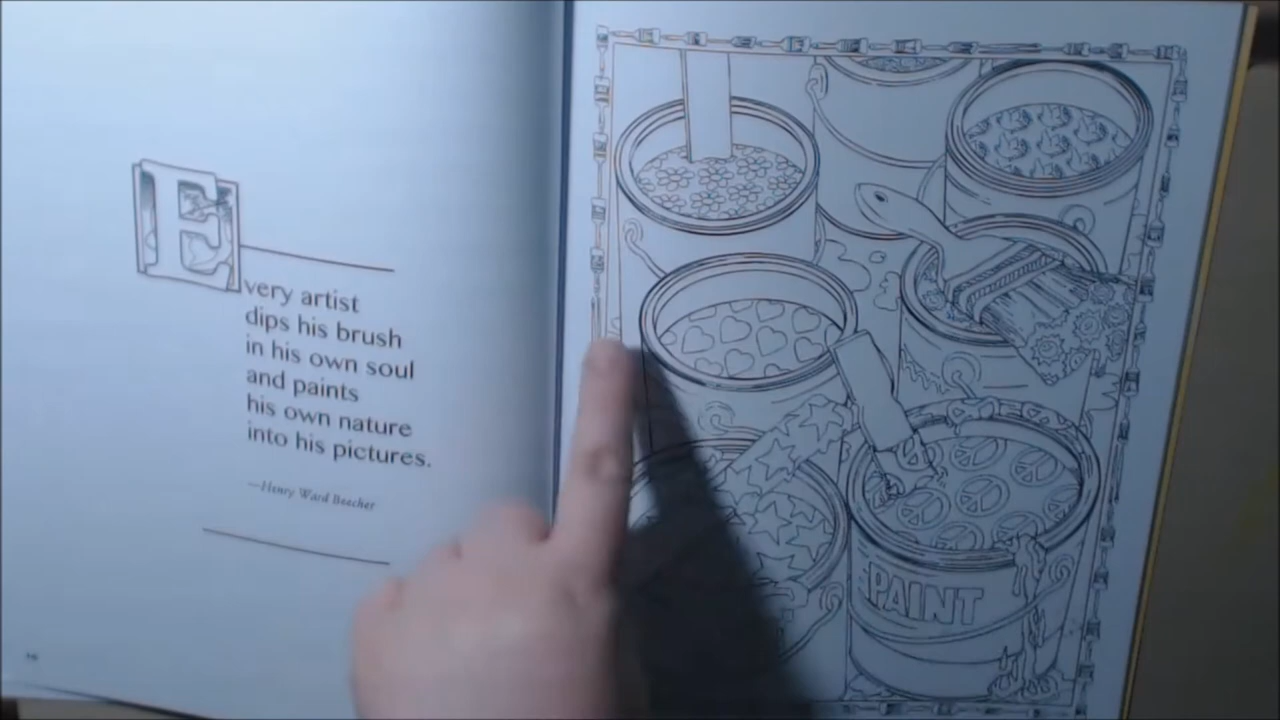 Every artist
dips his brush
in his own soul
and paints
his own nature
into his pictures.
—Henry Ward Beecher
PAINT